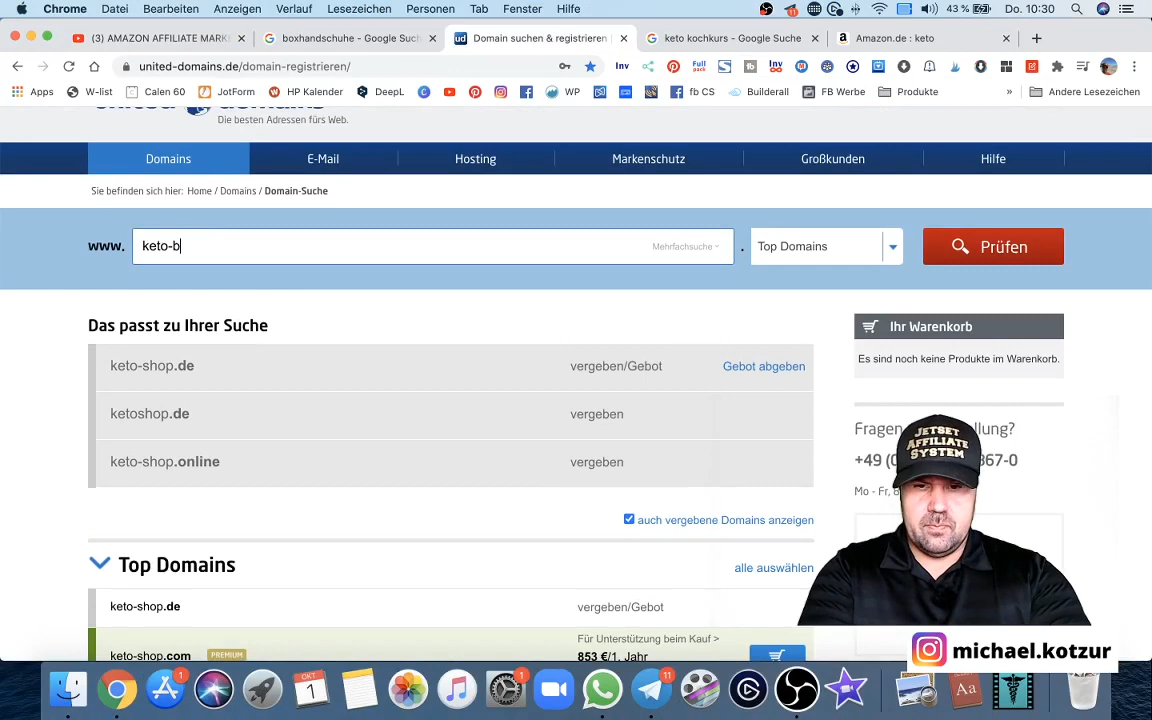 Chrome Datei Bearbeiten Anzeigen Verlauf Lesezeichen Personen Tab Fenster Hilfe 11 43 % Do. 10:30
(3) AMAZON AFFILIATE MARK boxhandschuhe - Google Such Domain suchen & registrieren keto kochkurs - Google Suche Amazon.de : keto
united-domains.de/domain-registrieren/
Apps W-list Calen 60 JotForm HP Kalender DeepL WP fb CS Builderall FB Werbe Produkte » Andere Lesezeichen
Die besten Adressen fürs Web.
Domains E-Mail Hosting Markenschutz Großkunden Hilfe
Sie befinden sich hier: Home / Domains / Domain-Suche
www. keto-b Mehrfachsuche . Top Domains Prüfen
Das passt zu Ihrer Suche
Ihr Warenkorb
Es sind noch keine Produkte im Warenkorb.
keto-shop.de vergeben/Gebot Gebot abgeben
ketoshop.de vergeben
keto-shop.online vergeben
auch vergebene Domains anzeigen
Fragen llung?
+49 (0 867-0
Mo - Fr, 8
JETSET
AFFILIATE
SYSTEM
Top Domains alle auswählen
keto-shop.de vergeben/Gebot
Für Unterstützung beim Kauf >
keto-shop.com PREMIUM 853 €/1. Jahr
michael.kotzur
1 OKT 1 1 11 Aa